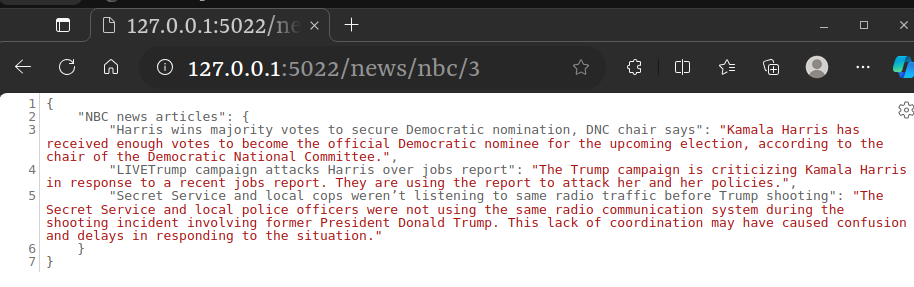 127.0.0.1:5022/ne
127.0.0.1:5022/news/nbc/3
1 {
2 "NBC news articles": {
3 "Harris wins majority votes to secure Democratic nomination, DNC chair says": "Kamala Harris has
received enough votes to become the official Democratic nominee for the upcoming election, according to the
chair of the Democratic National Committee.",
4 "LIVETrump campaign attacks Harris over jobs report": "The Trump campaign is criticizing Kamala Harris
in response to a recent jobs report. They are using the report to attack her and her policies.",
5 "Secret Service and local cops weren’t listening to same radio traffic before Trump shooting": "The
Secret Service and local police officers were not using the same radio communication system during the
shooting incident involving former President Donald Trump. This lack of coordination may have caused confusion
and delays in responding to the situation."
6 }
7 }